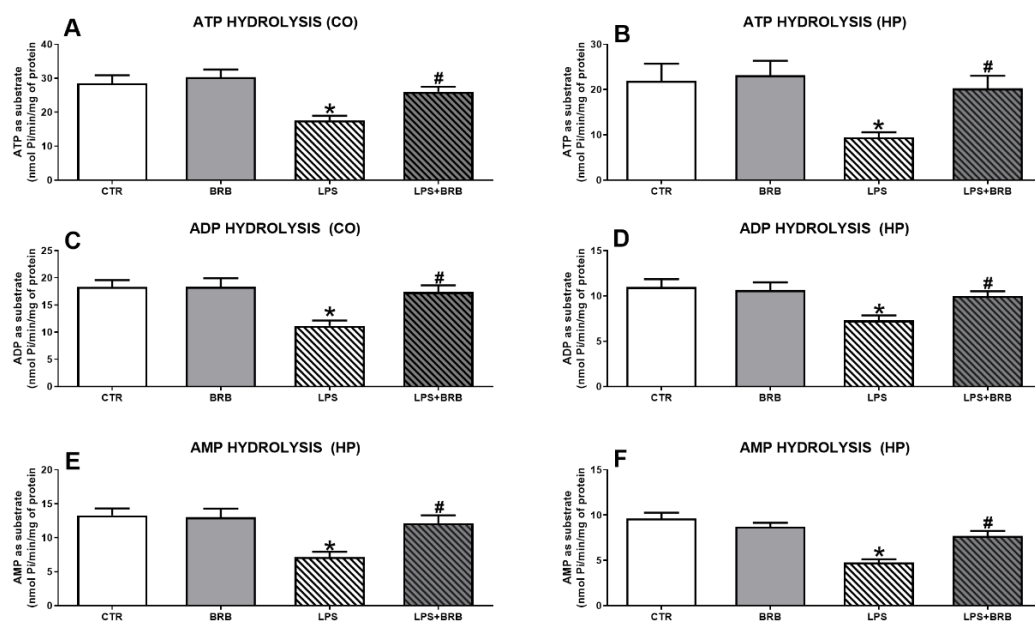 A
ATP HYDROLYSIS (CO)
ATP as substrate
(nmol Pi/min/mg of protein
40
30
20
10
0
*
#
CTR
BRB
LPS
LPS+BRB
B
ATP HYDROLYSIS (HP)
ATP as substrate
(nmol Pi/min/mg of protein
30
20
10
0
*
#
CTR
BRB
LPS
LPS+BRB
C
ADP HYDROLYSIS (CO)
ADP as substrate
(nmol Pi/min/mg of protein
25
20
15
10
5
0
*
#
CTR
BRB
LPS
LPS+BRB
D
ADP HYDROLYSIS (HP)
ADP as substrate
(nmol Pi/min/mg of protein
15
10
5
0
*
#
CTR
BRB
LPS
LPS+BRB
E
AMP HYDROLYSIS (HP)
AMP as substrate
(nmol Pi/min/mg of protein
20
15
10
5
0
*
#
CTR
BRB
LPS
LPS+BRB
F
AMP HYDROLYSIS (HP)
AMP as substrate
(nmol Pi/min/mg of protein
15
10
5
0
*
#
CTR
BRB
LPS
LPS+BRB